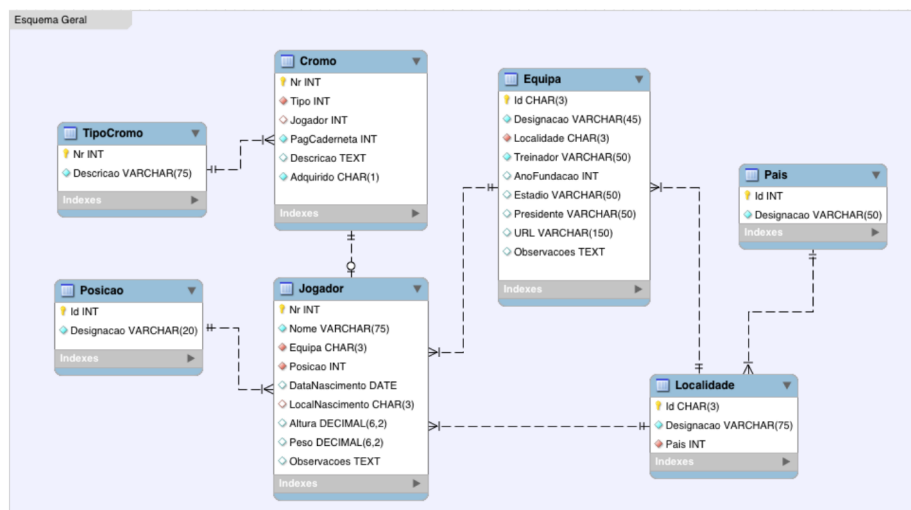 Esquema Geral
Cromo
Nr INT
Tipo INT
Jogador INT
PagCaderneta INT
Descricao TEXT
Adquirido CHAR(1)
Indexes
Equipa
Id CHAR(3)
Designacao VARCHAR(45)
Localidade CHAR(3)
Treinador VARCHAR(50)
AnoFundacao INT
Estadio VARCHAR(50)
Presidente VARCHAR(50)
URL VARCHAR(150)
Observacoes TEXT
Indexes
TipoCromo
Nr INT
Descricao VARCHAR(75)
Indexes
Pais
Id INT
Designacao VARCHAR(50)
Indexes
Posicao
Id INT
Designacao VARCHAR(20)
Indexes
Jogador
Nr INT
Nome VARCHAR(75)
Equipa CHAR(3)
Posicao INT
DataNascimento DATE
LocalNascimento CHAR(3)
Altura DECIMAL(6,2)
Peso DECIMAL(6,2)
Observacoes TEXT
Indexes
Localidade
Id CHAR(3)
Designacao VARCHAR(75)
Pais INT
Indexes